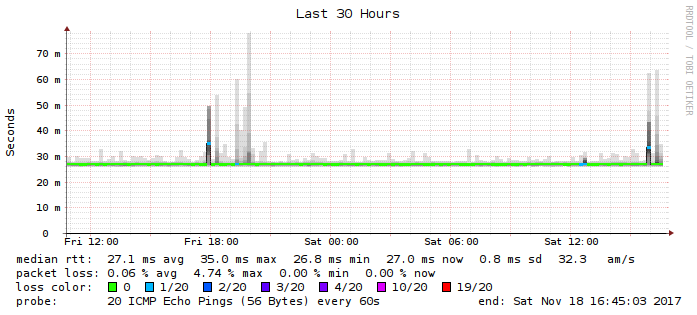 Last 30 Hours
RRDTOOL / TOBI OETIKER
Seconds
70 m
60 m
50 m
40 m
30 m
20 m
10 m
0
Fri 12:00 Fri 18:00 Sat 00:00 Sat 06:00 Sat 12:00
median rtt: 27.1 ms avg 35.0 ms max 26.8 ms min 27.0 ms now 0.8 ms sd 32.3 am/s
packet loss: 0.06 % avg 4.74 % max 0.00 % min 0.00 % now
loss color: 0 1/20 2/20 3/20 4/20 10/20 19/20
probe: 20 ICMP Echo Pings (56 Bytes) every 60s end: Sat Nov 18 16:45:03 2017